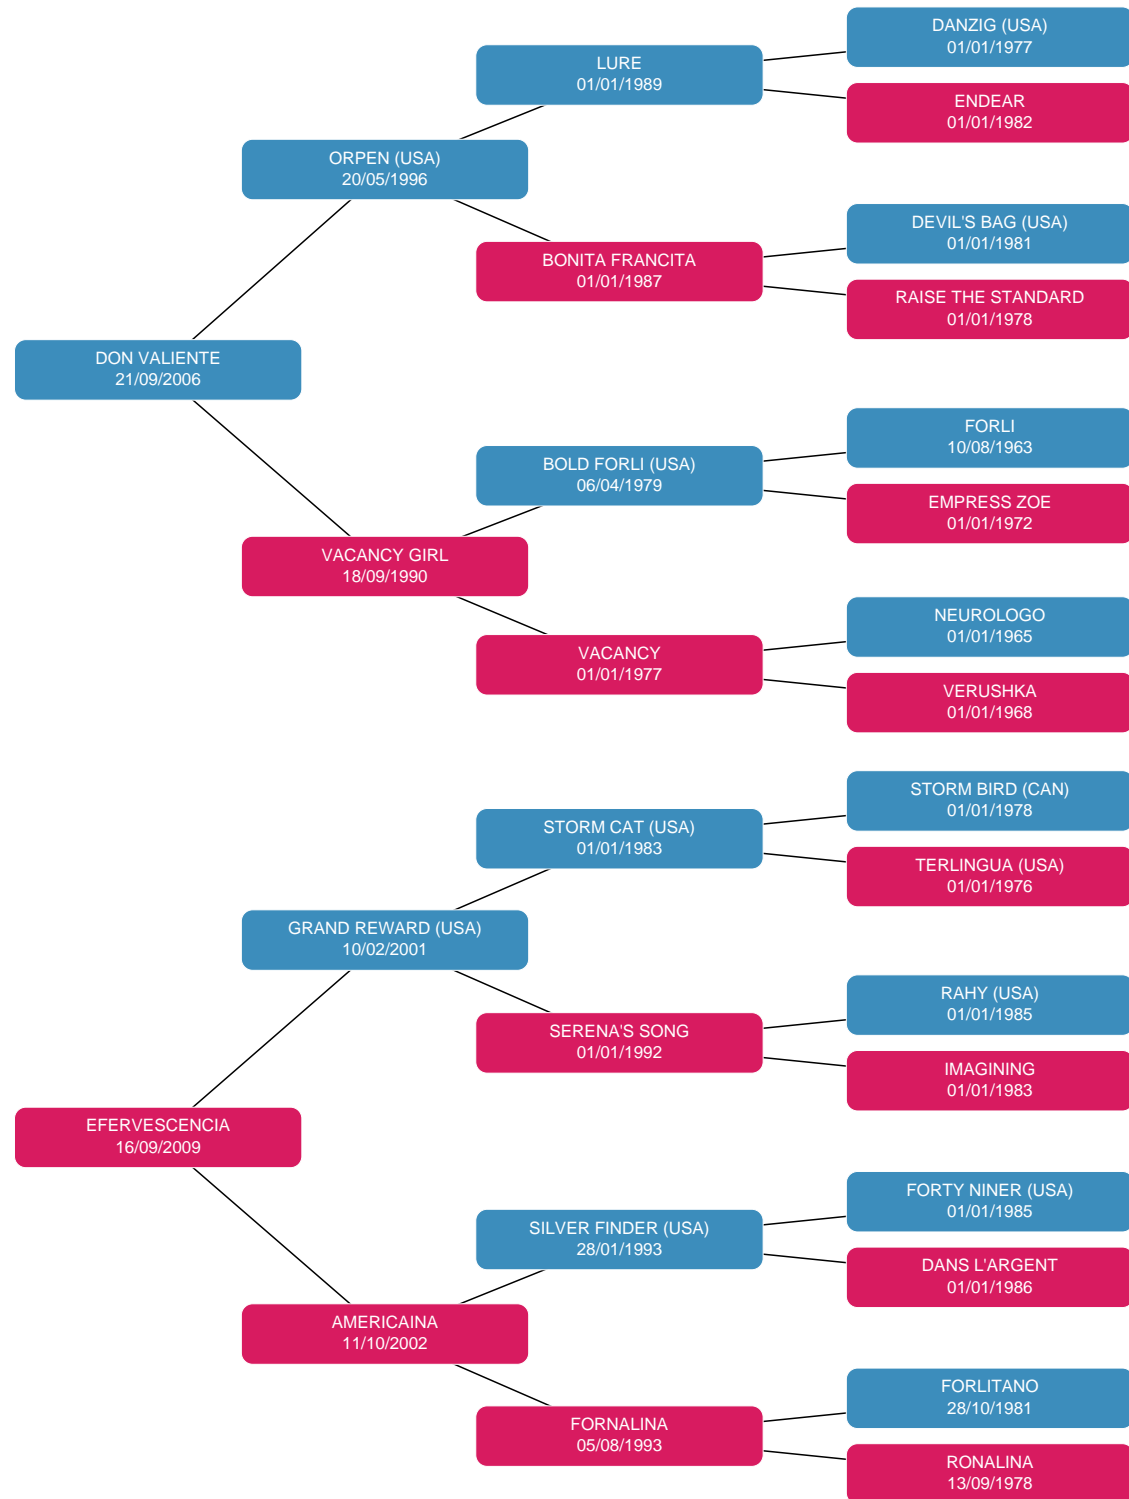 DANZIG (USA)
01/01/1977
LURE
01/01/1989
ENDEAR
01/01/1982
ORPEN (USA)
20/05/1996
DEVIL'S BAG (USA)
01/01/1981
BONITA FRANCITA
01/01/1987
RAISE THE STANDARD
01/01/1978
DON VALIENTE
21/09/2006
FORLI
10/08/1963
BOLD FORLI (USA)
06/04/1979
EMPRESS ZOE
01/01/1972
VACANCY GIRL
18/09/1990
NEUROLOGO
01/01/1965
VACANCY
01/01/1977
VERUSHKA
01/01/1968
STORM BIRD (CAN)
01/01/1978
STORM CAT (USA)
01/01/1983
TERLINGUA (USA)
01/01/1976
GRAND REWARD (USA)
10/02/2001
RAHY (USA)
01/01/1985
SERENA'S SONG
01/01/1992
IMAGINING
01/01/1983
EFERVESCENCIA
16/09/2009
FORTY NINER (USA)
01/01/1985
SILVER FINDER (USA)
28/01/1993
DANS L'ARGENT
01/01/1986
AMERICAINA
11/10/2002
FORLITANO
28/10/1981
FORNALINA
05/08/1993
RONALINA
13/09/1978